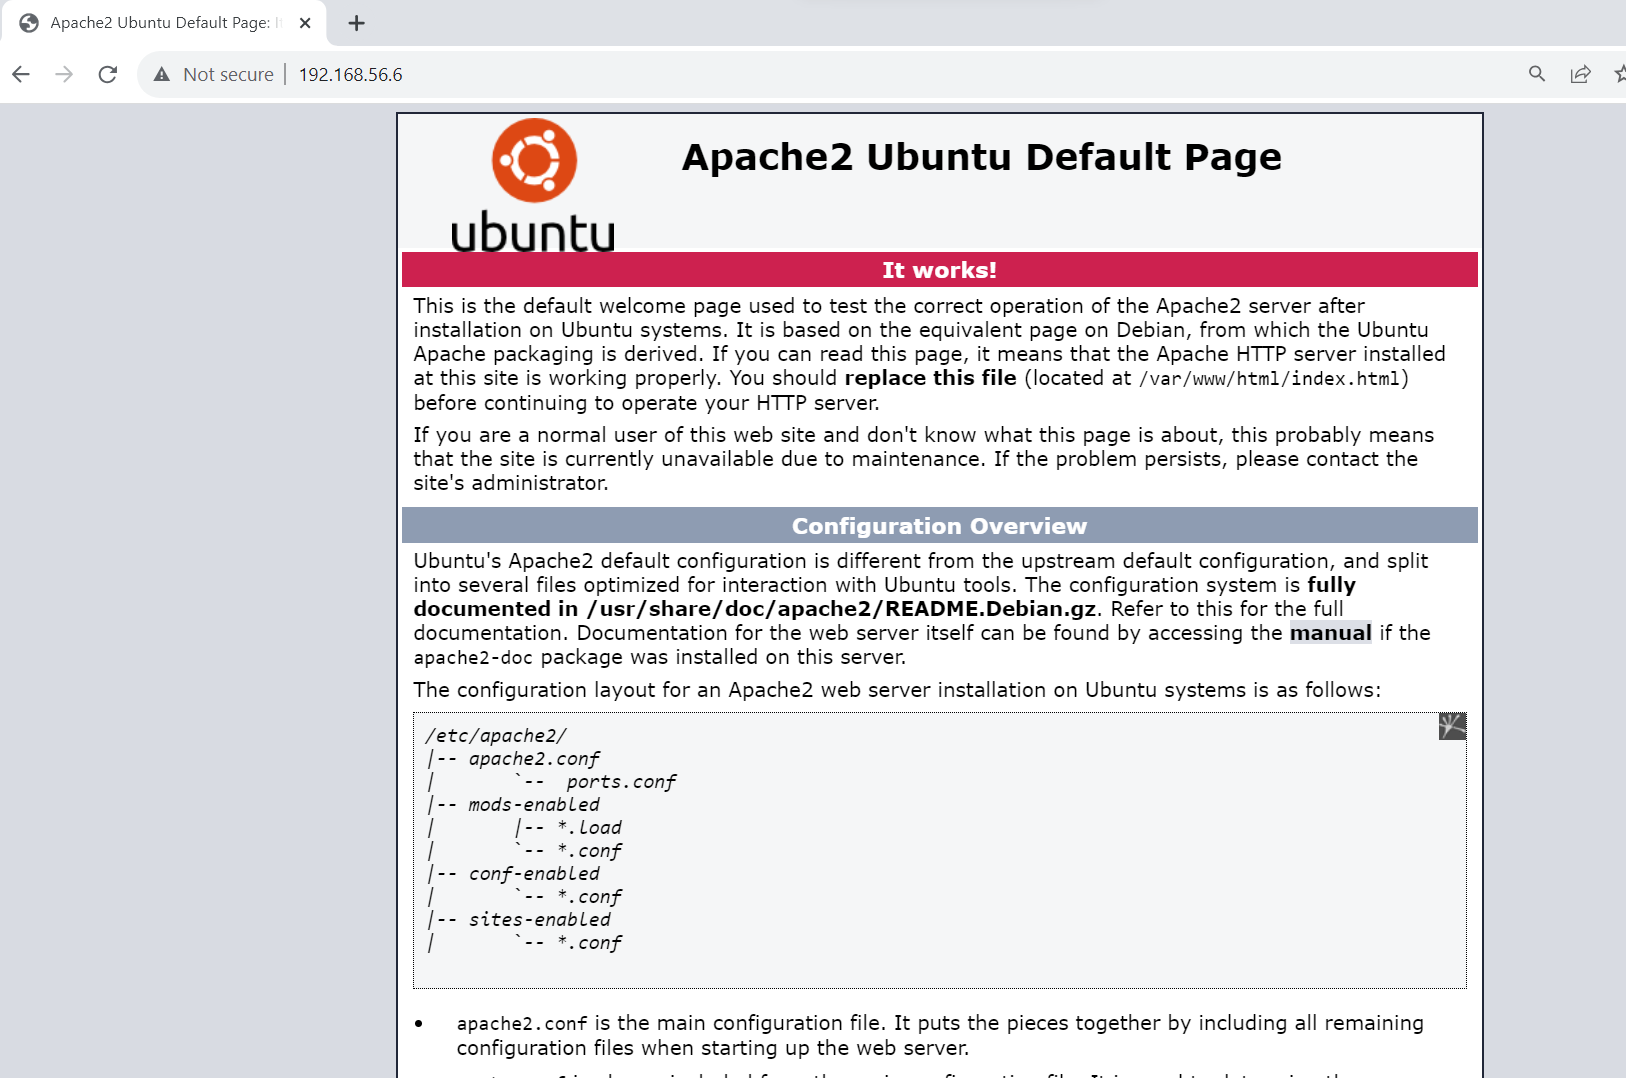 Apache2 Ubuntu Default Page: It
Not secure
192.168.56.6
ubuntu
Apache2 Ubuntu Default Page
It works!
This is the default welcome page used to test the correct operation of the Apache2 server after
installation on Ubuntu systems. It is based on the equivalent page on Debian, from which the Ubuntu
Apache packaging is derived. If you can read this page, it means that the Apache HTTP server installed
at this site is working properly. You should replace this file (located at /var/www/html/index.html)
before continuing to operate your HTTP server.
If you are a normal user of this web site and don't know what this page is about, this probably means
that the site is currently unavailable due to maintenance. If the problem persists, please contact the
site's administrator.
Configuration Overview
Ubuntu's Apache2 default configuration is different from the upstream default configuration, and split
into several files optimized for interaction with Ubuntu tools. The configuration system is fully
documented in /usr/share/doc/apache2/README.Debian.gz. Refer to this for the full
documentation. Documentation for the web server itself can be found by accessing the manual if the
apache2-doc package was installed on this server.
The configuration layout for an Apache2 web server installation on Ubuntu systems is as follows:
/etc/apache2/
|-- apache2.conf
|       `--  ports.conf
|-- mods-enabled
|       |-- *.load
|       `-- *.conf
|-- conf-enabled
|       `-- *.conf
|-- sites-enabled
|       `-- *.conf
• apache2.conf is the main configuration file. It puts the pieces together by including all remaining
configuration files when starting up the web server.